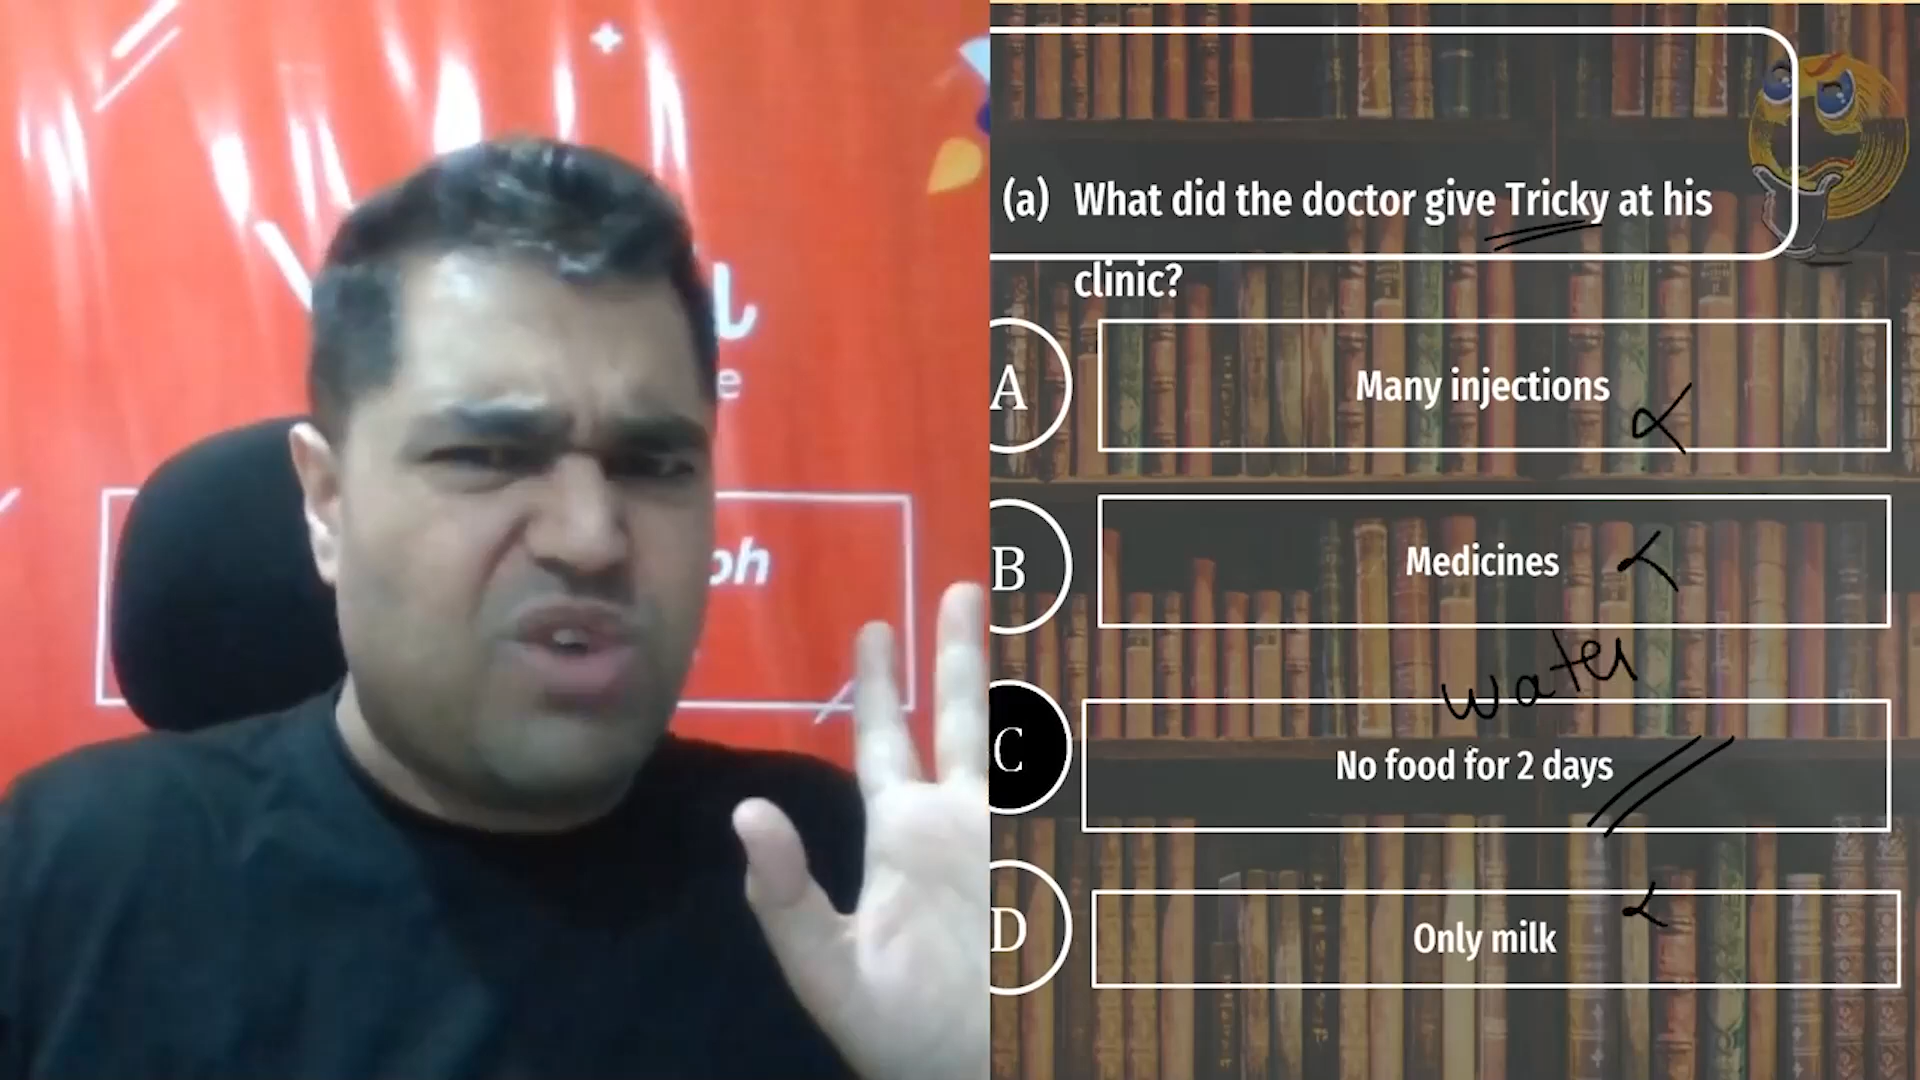 (a) What did the doctor give Tricky at his
clinic?
A Many injections
B Medicines
water
C No food for 2 days
D Only milk